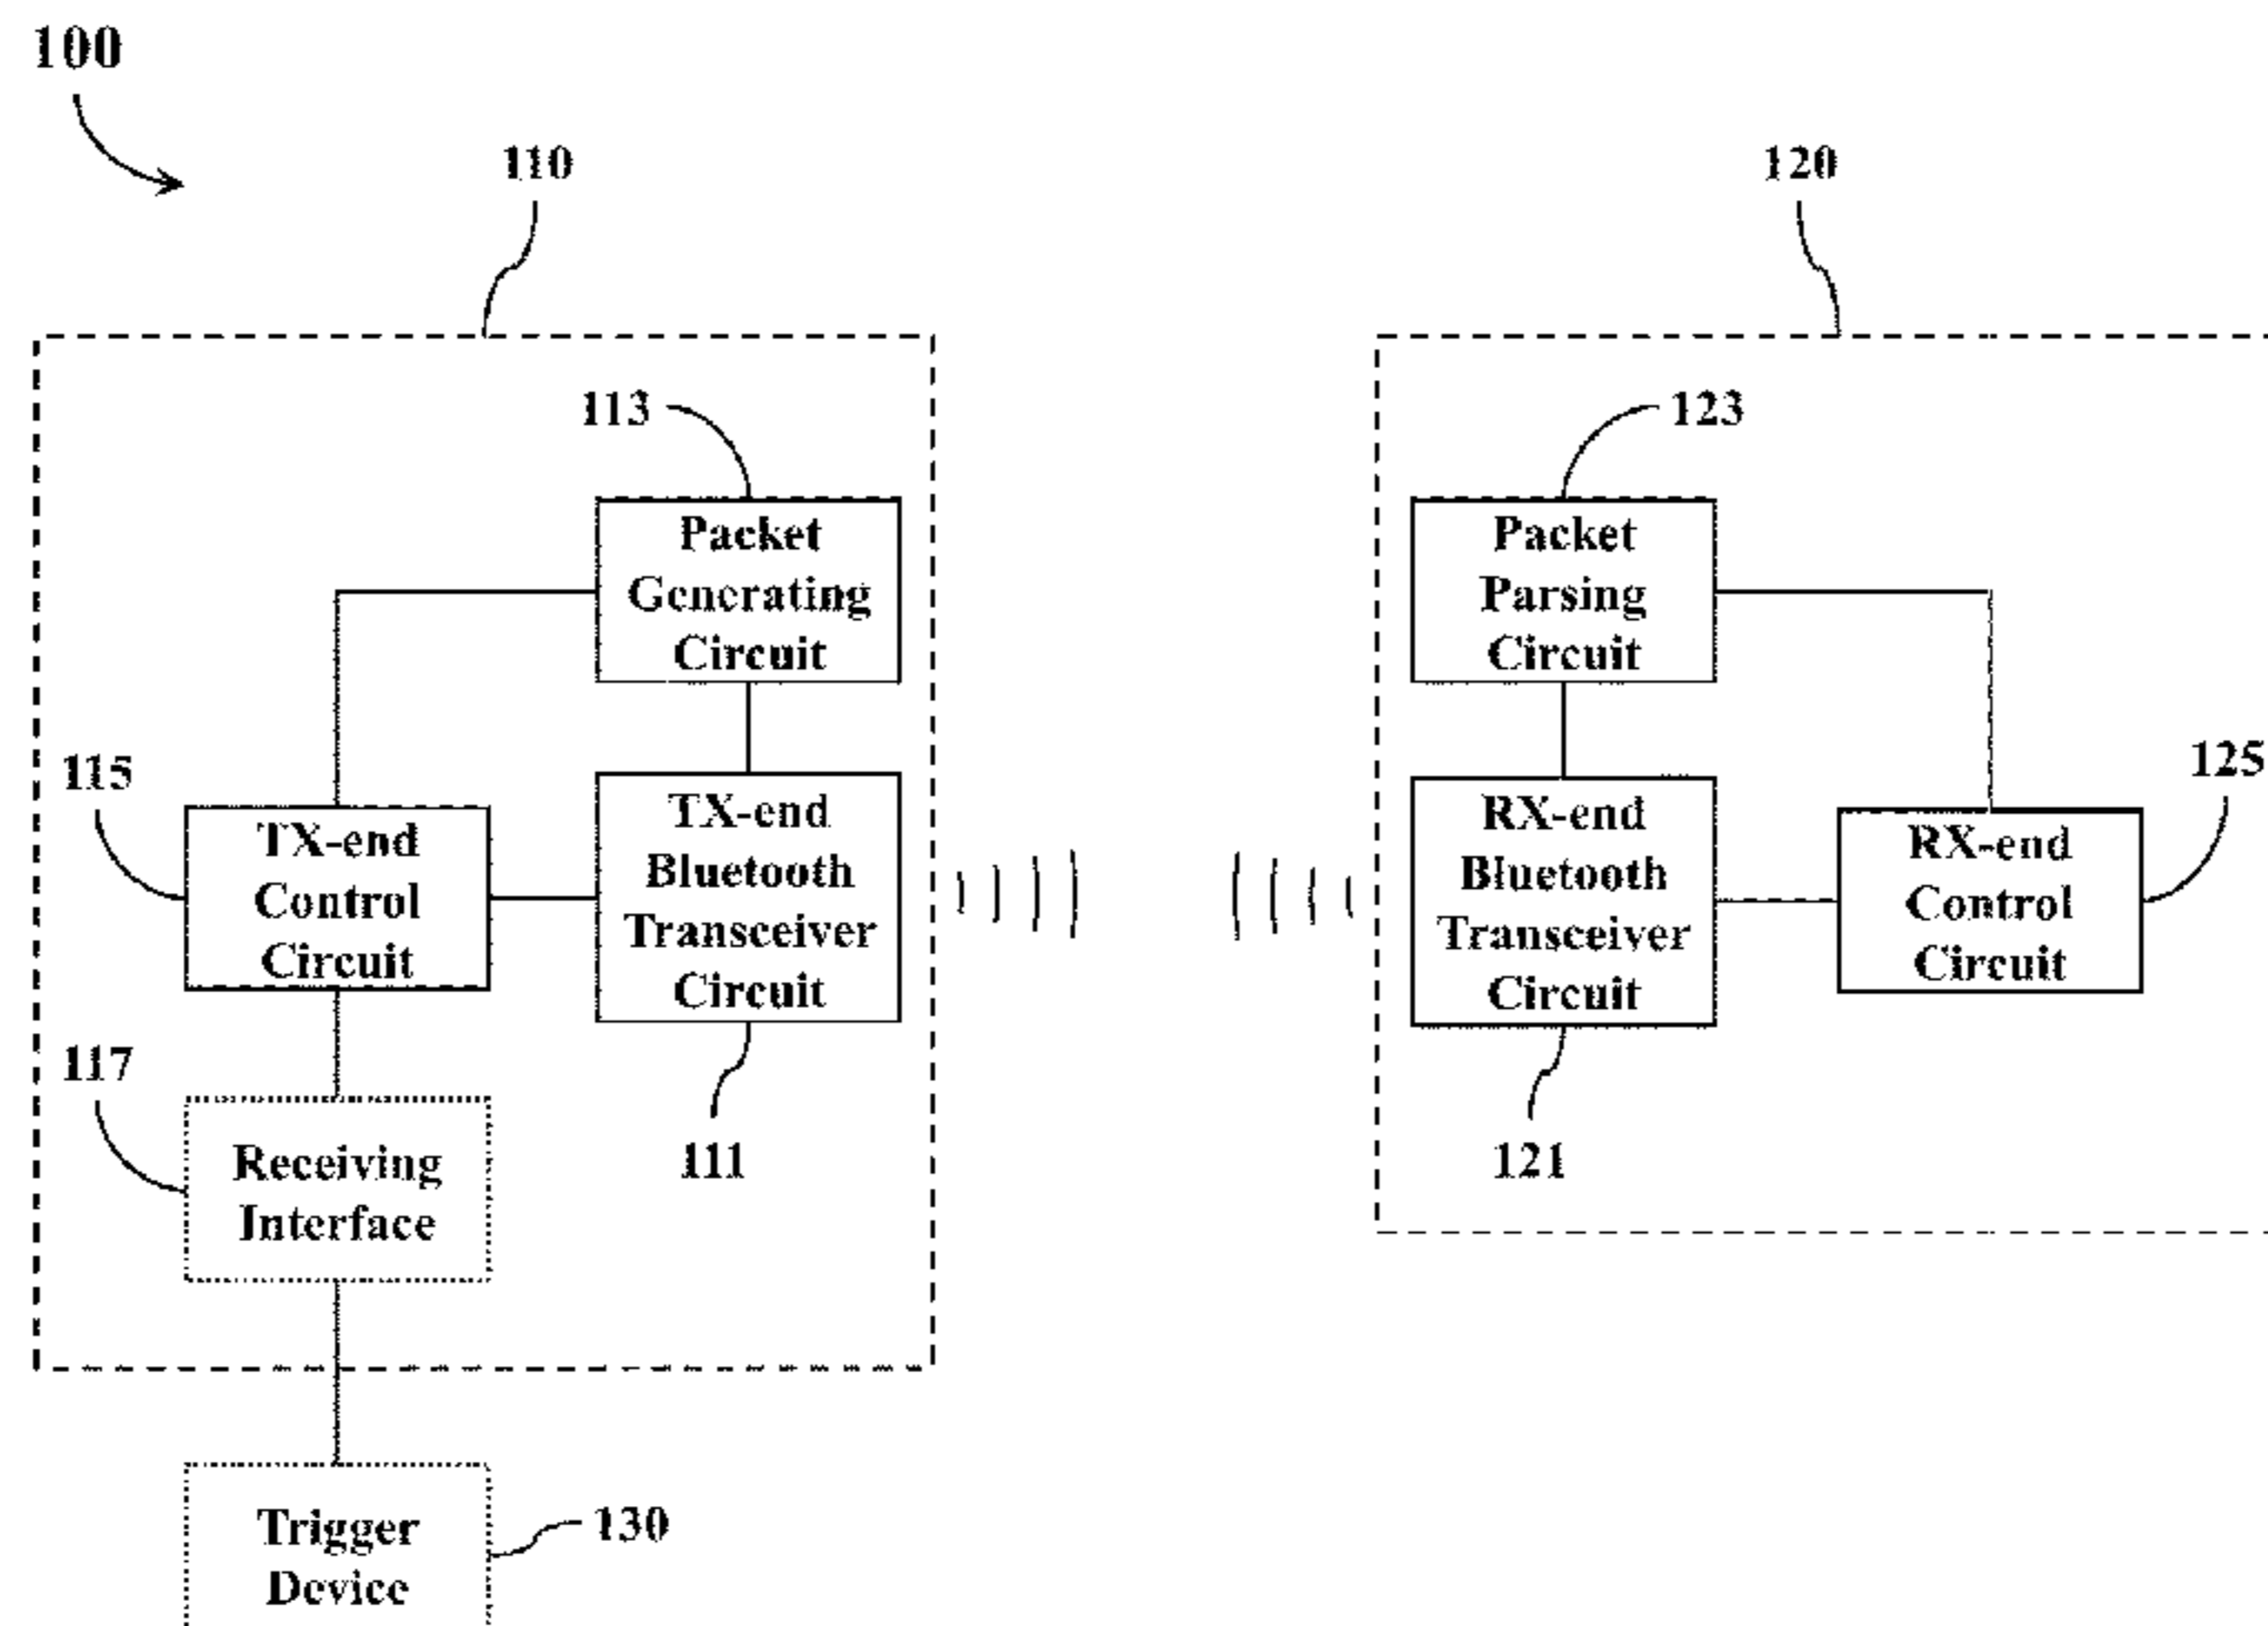 100
110
120
113
123
Packet
Generating
Circuit
Packet
Parsing
Circuit
115
125
TX-end
Control
Circuit
TX-end
Bluetooth
Transceiver
Circuit
RX-end
Bluetooth
Transceiver
Circuit
RX-end
Control
Circuit
117
111
121
Receiving
Interface
Trigger
Device
130